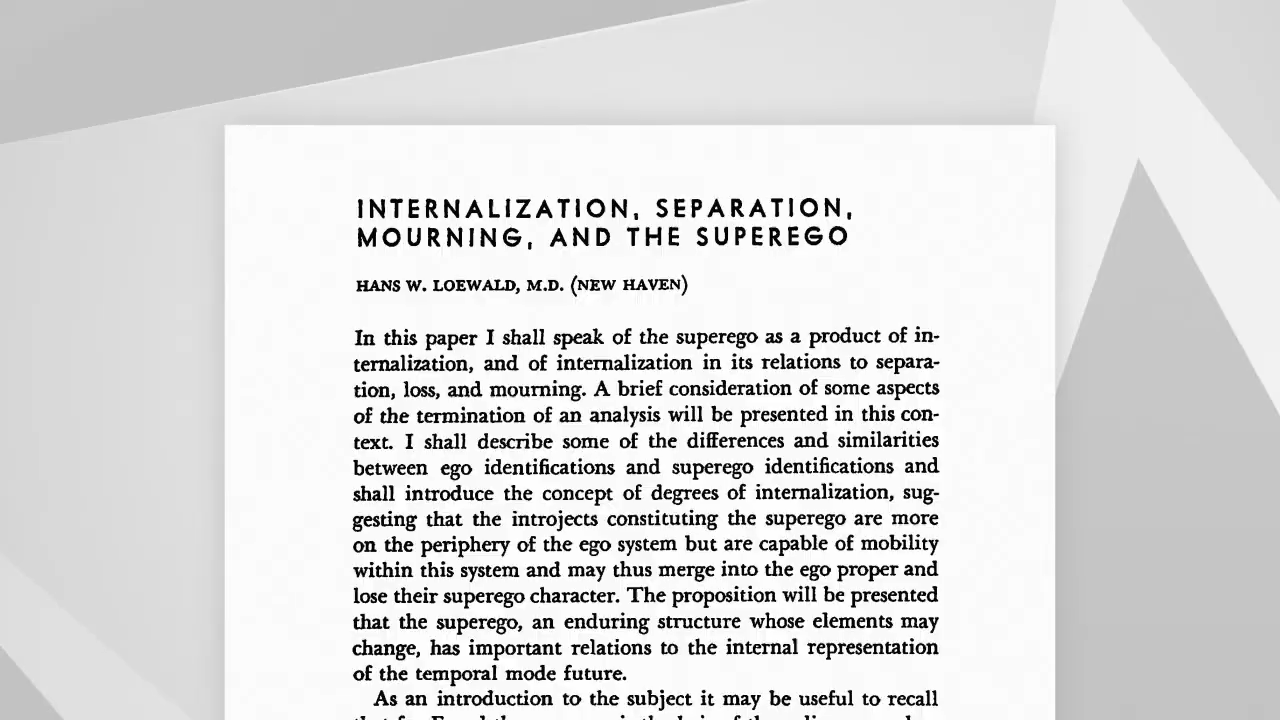 INTERNALIZATION, SEPARATION,
MOURNING, AND THE SUPEREGO
HANS W. LOEWALD, M.D. (NEW HAVEN)
In this paper I shall speak of the superego as a product of in-
ternalization, and of internalization in its relations to separa-
tion, loss, and mourning. A brief consideration of some aspects
of the termination of an analysis will be presented in this con-
text. I shall describe some of the differences and similarities
between ego identifications and superego identifications and
shall introduce the concept of degrees of internalization, sug-
gesting that the introjects constituting the superego are more
on the periphery of the ego system but are capable of mobility
within this system and may thus merge into the ego proper and
lose their superego character. The proposition will be presented
that the superego, an enduring structure whose elements may
change, has important relations to the internal representation
of the temporal mode future.
As an introduction to the subject it may be useful to recall